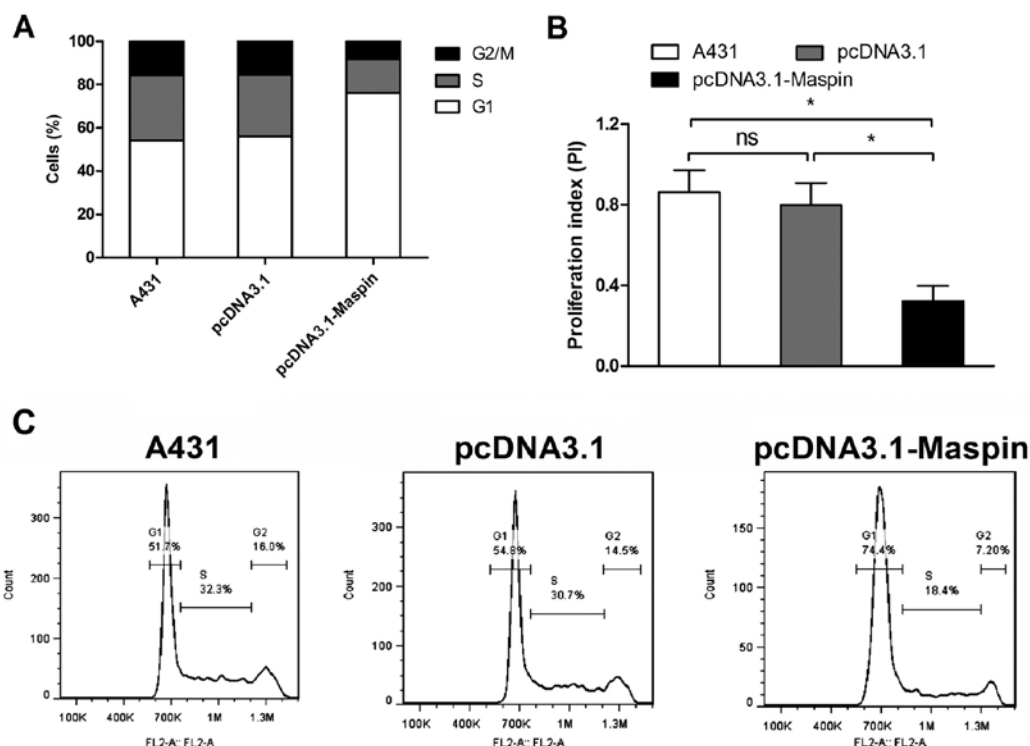 A
100
80
60
40
20
0
Cells (%)
G2/M
S
G1
A431
pcDNA3.1
pcDNA3.1-Maspin
B
A431
pcDNA3.1
pcDNA3.1-Maspin
*
ns
*
1.2
0.8
0.4
0.0
Proliferation index (PI)
C
A431
Count
300
200
100
0
G1
51.7%
S
32.3%
G2
16.0%
100K 400K 700K 1M 1.3M
FL2-A:: FL2-A
pcDNA3.1
Count
300
200
100
0
G1
54.8%
S
30.7%
G2
14.5%
100K 400K 700K 1M 1.3M
FL2-A:: FL2-A
pcDNA3.1-Maspin
Count
150
100
50
0
G1
74.4%
S
18.4%
G2
7.20%
100K 400K 700K 1M 1.3M
FL2-A:: FL2-A